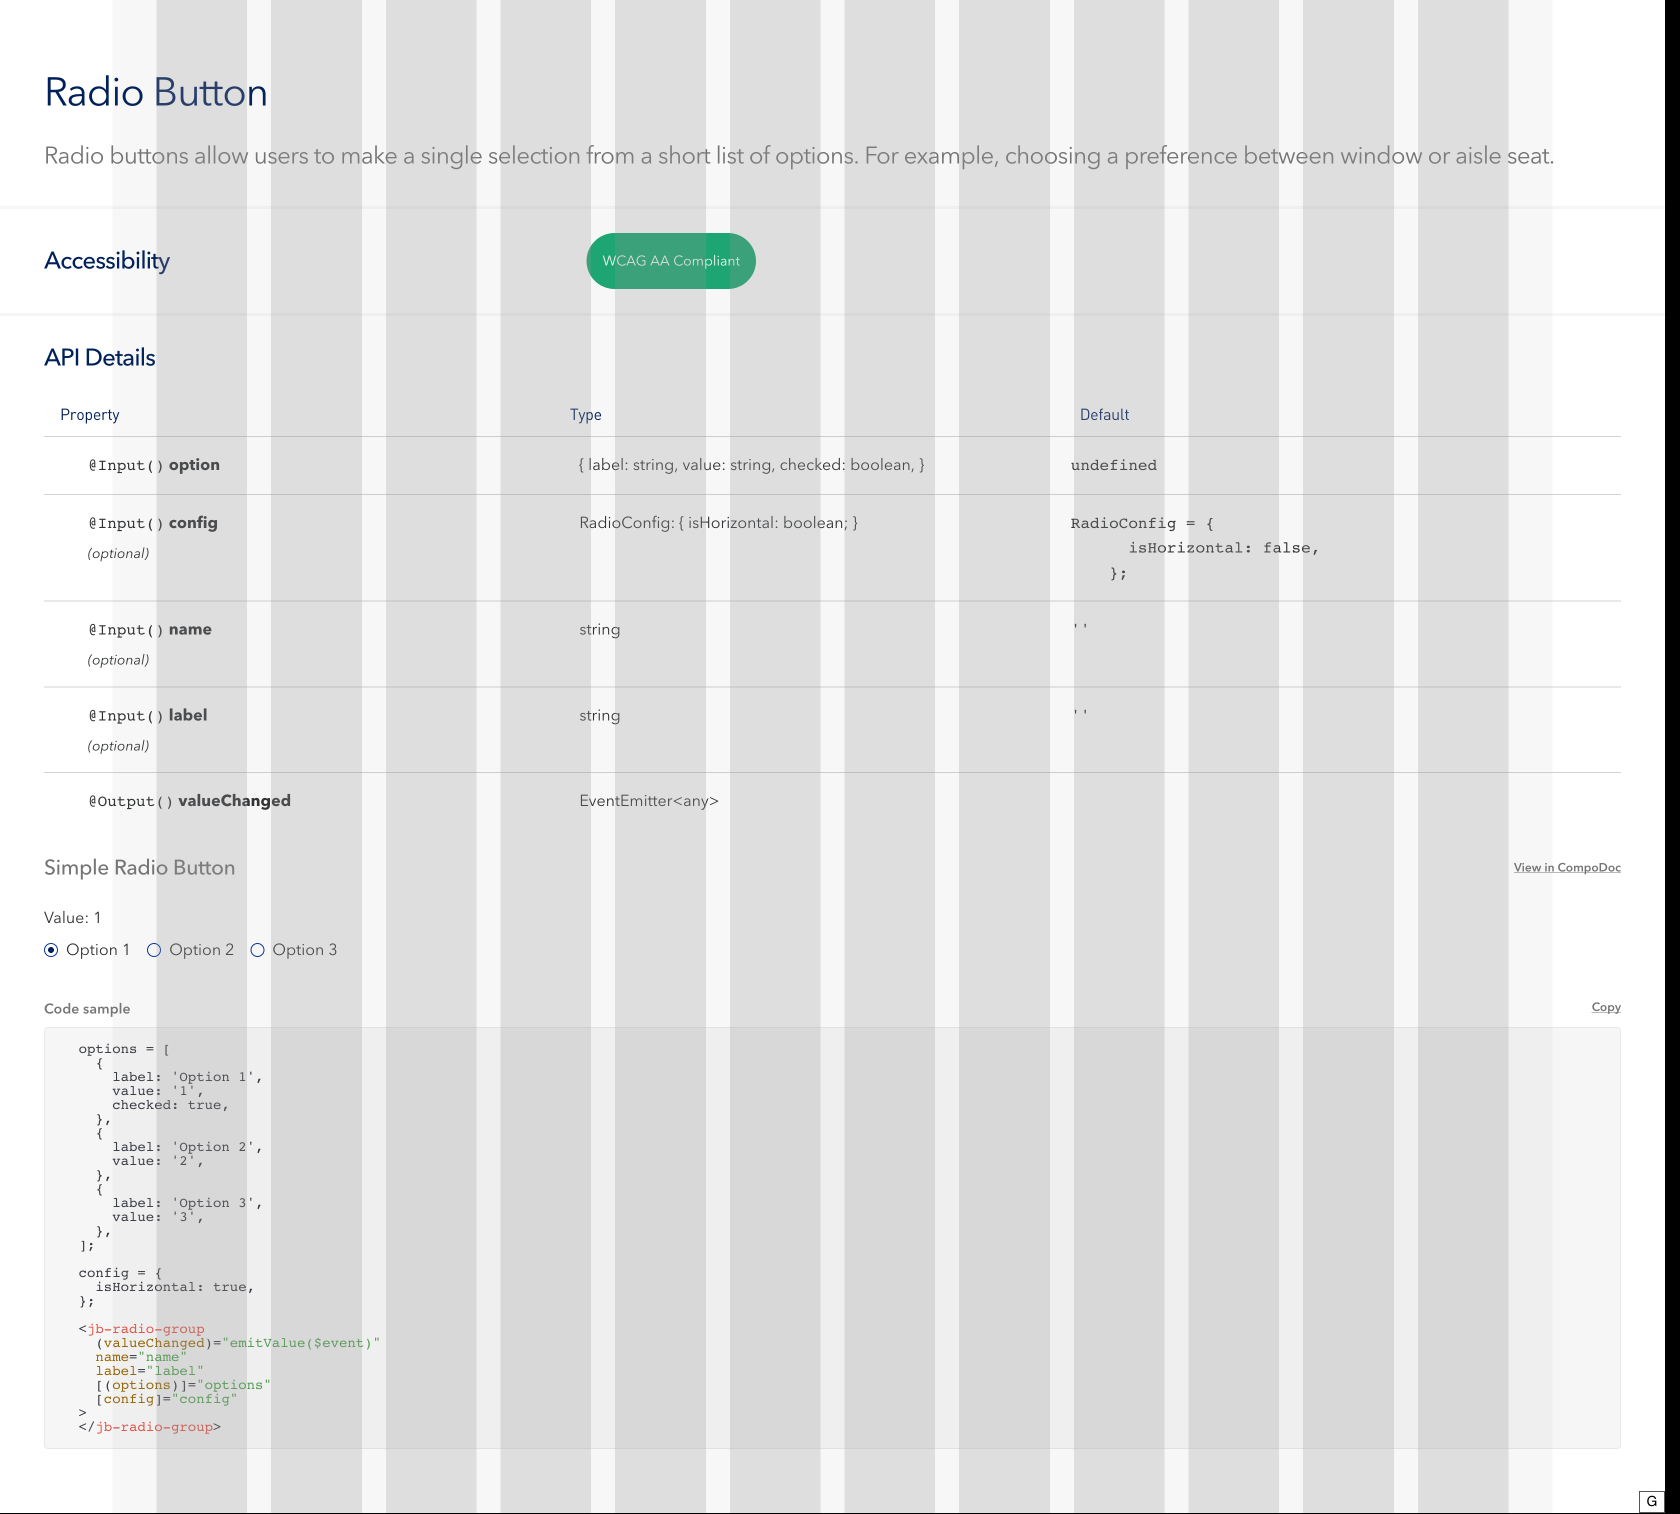 Radio Button
Radio buttons allow users to make a single selection from a short list of options. For example, choosing a preference between window or aisle seat.
Accessibility
WCAG AA Compliant
API Details
Property Type Default
@Input() option { label: string, value: string, checked: boolean, } undefined
@Input() config RadioConfig: { isHorizontal: boolean; } RadioConfig = {
(optional) isHorizontal: false,
};
@Input() name string ''
(optional)
@Input() label string ''
(optional)
@Output() valueChanged EventEmitter<any>
Simple Radio Button View in CompoDoc
Value: 1
Option 1 Option 2 Option 3
Code sample Copy
options = [
{
label: 'Option 1',
value: '1',
checked: true,
},
{
label: 'Option 2',
value: '2',
},
{
label: 'Option 3',
value: '3',
},
];
config = {
isHorizontal: true,
};
<jb-radio-group
(valueChanged)="emitValue($event)"
name="name"
label="label"
[(options)]="options"
[config]="config"
>
</jb-radio-group>
G